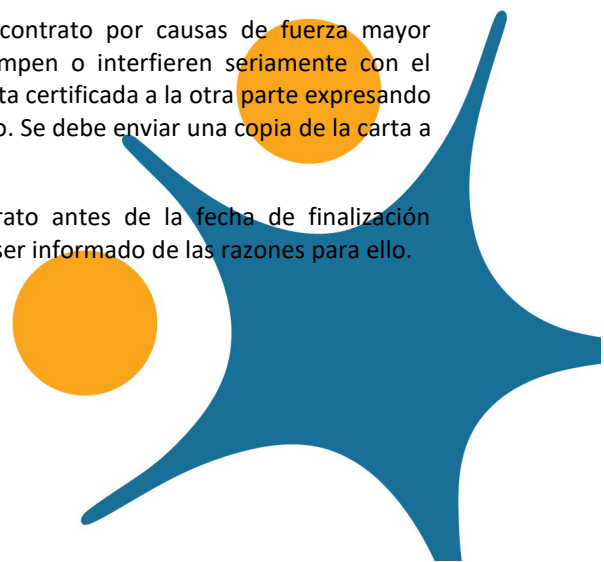 contrato por causas de fuerza mayor
mpen o interfieren seriamente con el
ta certificada a la otra parte expresando
o. Se debe enviar una copia de la carta a
rato antes de la fecha de finalización
ser informado de las razones para ello.